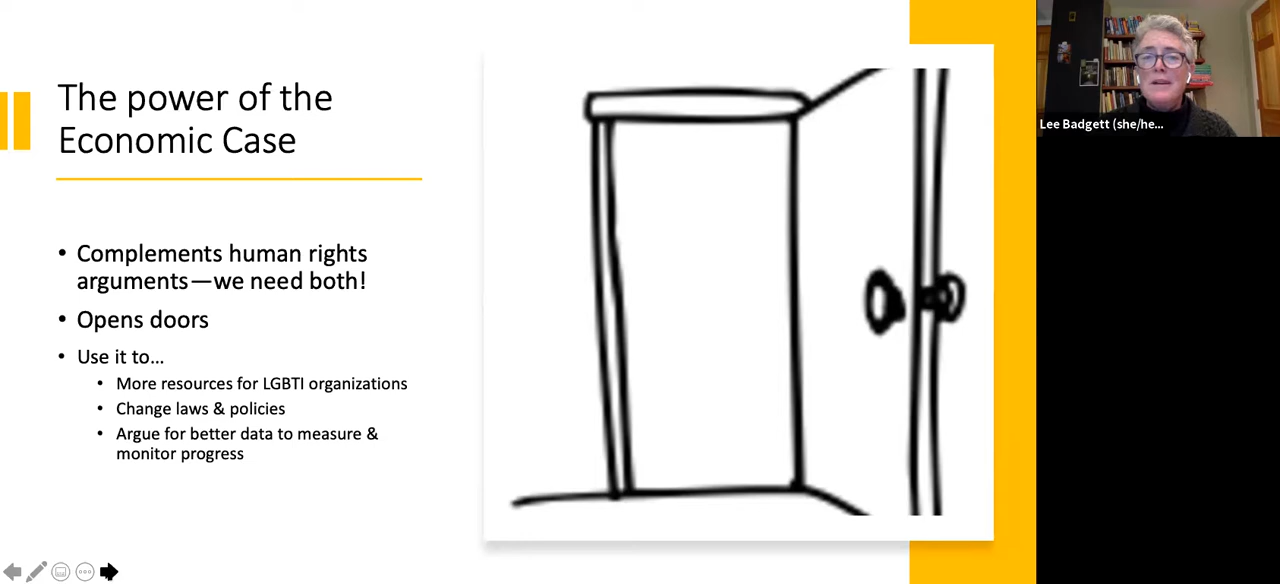 The power of the
Economic Case
• Complements human rights
arguments—we need both!
• Opens doors
• Use it to...
• More resources for LGBTI organizations
• Change laws & policies
• Argue for better data to measure &
monitor progress
Lee Badgett (she/he...